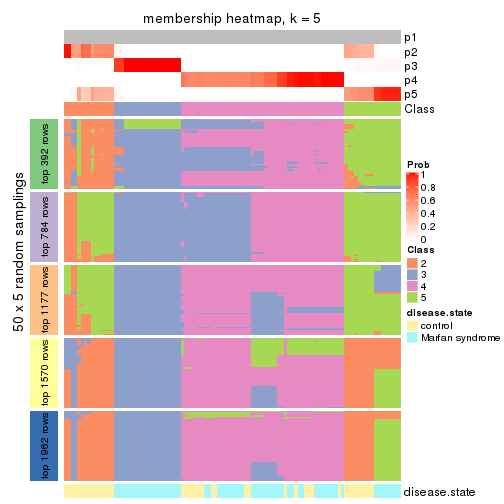 membership heatmap, k = 5
p1
p2
p3
p4
p5
Class
50 x 5 random samplings
top 392 rows
top 784 rows
top 1177 rows
top 1570 rows
top 1962 rows
disease.state
Prob
1
0.8
0.6
0.4
0.2
0
Class
2
3
4
5
disease.state
control
Marfan syndrome